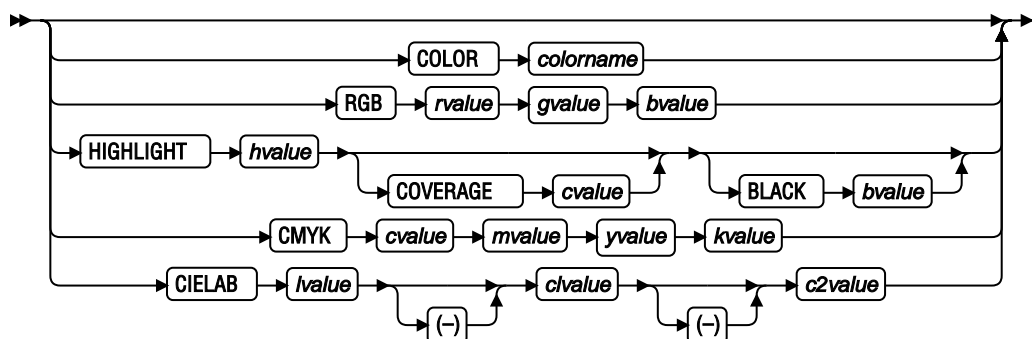 COLOR colorname
RGB rvalue gvalue bvalue
HIGHLIGHT hvalue
COVERAGE cvalue BLACK bvalue
CMYK cvalue mvalue yvalue kvalue
CIELAB lvalue clvalue c2value
(–) (–)